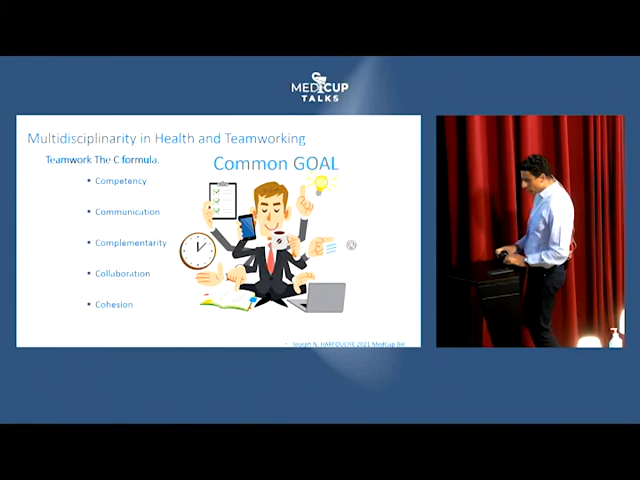 MEDICUP
TALKS
Multidisciplinarity in Health and Teamworking
Teamwork The C formula.
Common GOAL
Competency
Communication
Complementarity
Collaboration
Cohesion
Joseph N. HARFOUCHE 2021 MedCup Bel